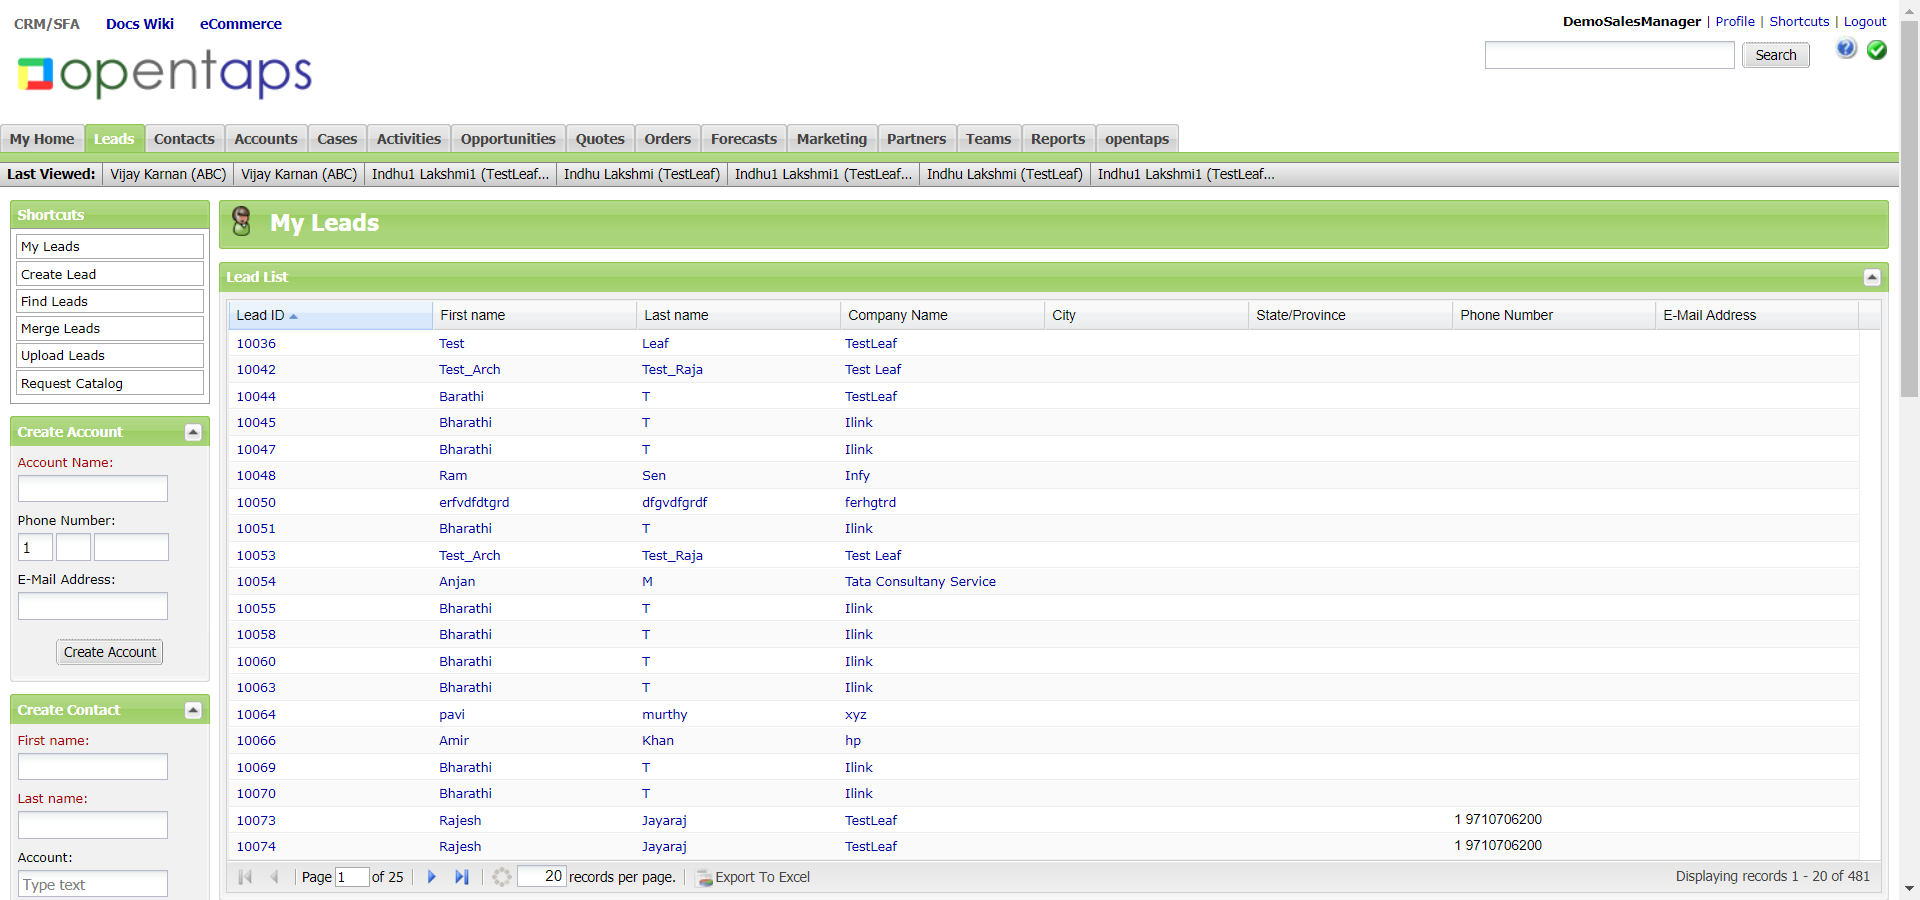 CRM/SFA Docs Wiki eCommerce
DemoSalesManager | Profile | Shortcuts | Logout
opentaps
Search
My Home Leads Contacts Accounts Cases Activities Opportunities Quotes Orders Forecasts Marketing Partners Teams Reports opentaps
Last Viewed: Vijay Karnan (ABC) Vijay Karnan (ABC) Indhu1 Lakshmi1 (TestLeaf... Indhu Lakshmi (TestLeaf) Indhu1 Lakshmi1 (TestLeaf... Indhu Lakshmi (TestLeaf) Indhu1 Lakshmi1 (TestLeaf...
Shortcuts
My Leads
Create Lead
Find Leads
Merge Leads
Upload Leads
Request Catalog
Create Account
Account Name:
Phone Number:
1
E-Mail Address:
Create Account
Create Contact
First name:
Last name:
Account:
Type text
My Leads
Lead List
Lead ID First name Last name Company Name City State/Province Phone Number E-Mail Address
10036 Test Leaf TestLeaf
10042 Test_Arch Test_Raja Test Leaf
10044 Barathi T TestLeaf
10045 Bharathi T Ilink
10047 Bharathi T Ilink
10048 Ram Sen Infy
10050 erfvdfdtgrd dfgvdfgrdf ferhgtrd
10051 Bharathi T Ilink
10053 Test_Arch Test_Raja Test Leaf
10054 Anjan M Tata Consultany Service
10055 Bharathi T Ilink
10058 Bharathi T Ilink
10060 Bharathi T Ilink
10063 Bharathi T Ilink
10064 pavi murthy xyz
10066 Amir Khan hp
10069 Bharathi T Ilink
10070 Bharathi T Ilink
10073 Rajesh Jayaraj TestLeaf 1 9710706200
10074 Rajesh Jayaraj TestLeaf 1 9710706200
Page 1 of 25 20 records per page. Export To Excel Displaying records 1 - 20 of 481